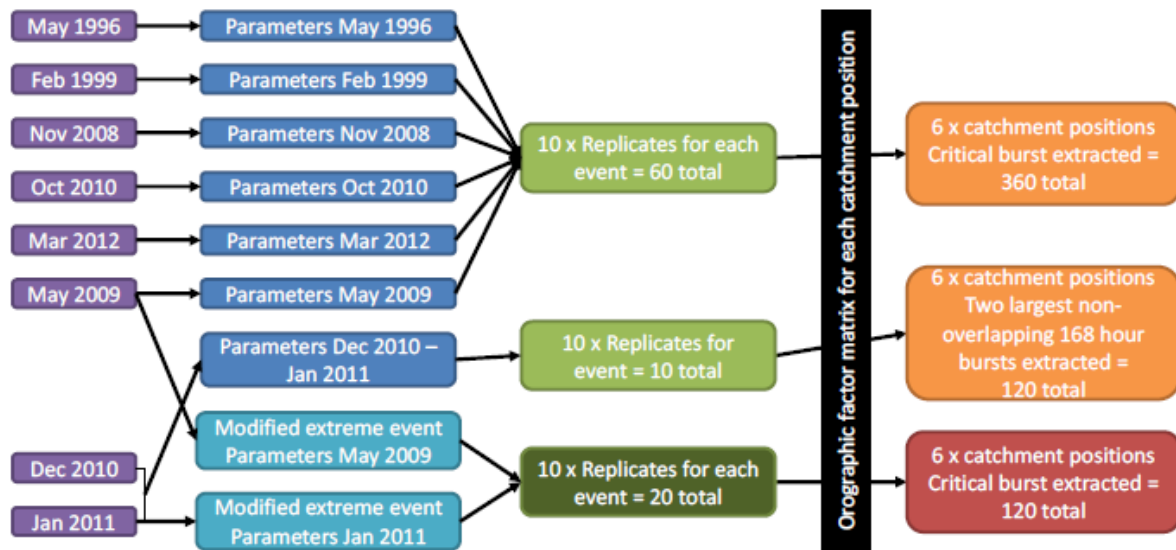 May 1996
Parameters May 1996
Feb 1999
Parameters Feb 1999
Nov 2008
Parameters Nov 2008
Oct 2010
Parameters Oct 2010
Mar 2012
Parameters Mar 2012
May 2009
Parameters May 2009
Parameters Dec 2010 –
Jan 2011
Dec 2010
Jan 2011
Modified extreme event
Parameters May 2009
Modified extreme event
Parameters Jan 2011
10 x Replicates for each
event = 60 total
10 x Replicates for
event = 10 total
10 x Replicates for each
event = 20 total
Orographic factor matrix for each catchment position
6 x catchment positions
Critical burst extracted =
360 total
6 x catchment positions
Two largest non-
overlapping 168 hour
bursts extracted =
120 total
6 x catchment positions
Critical burst extracted =
120 total